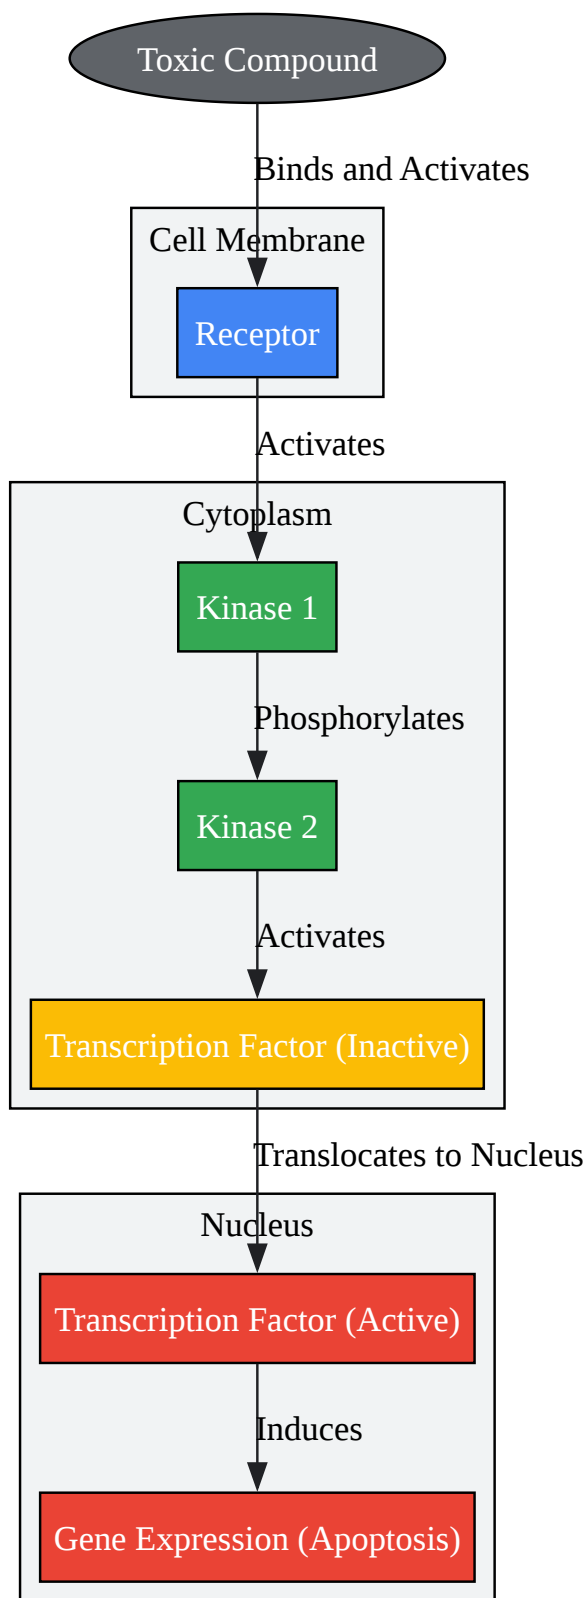 Toxic Compound
Binds and Activates
Cell Membrane
Receptor
Activates
Cytoplasm
Kinase 1
Phosphorylates
Kinase 2
Activates
Transcription Factor (Inactive)
Translocates to Nucleus
Nucleus
Transcription Factor (Active)
Induces
Gene Expression (Apoptosis)